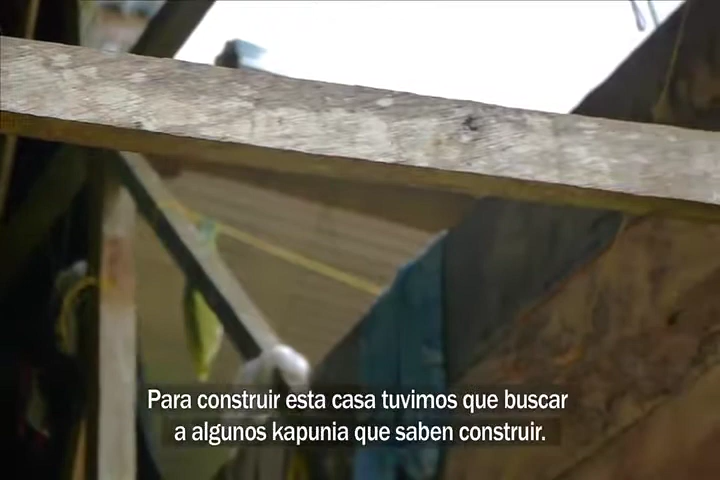 Para construir esta casa tuvimos que buscar
a algunos kapunia que saben construir.